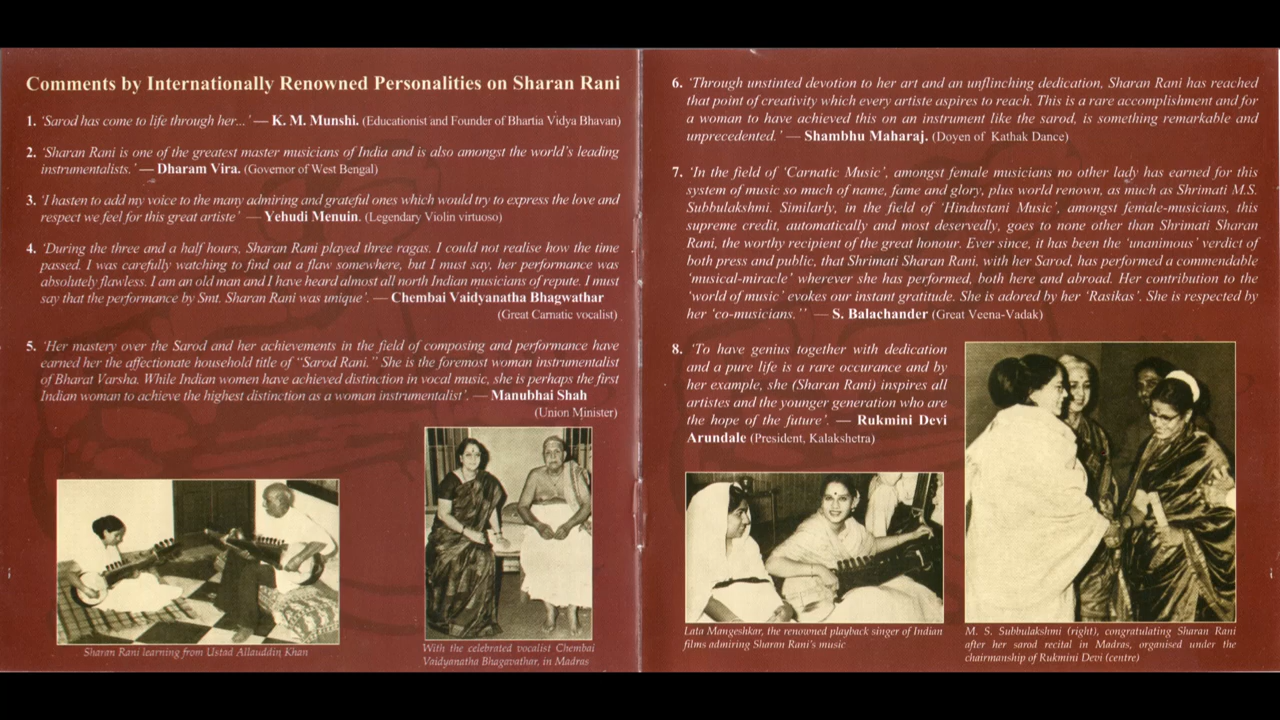 Comments by Internationally Renowned Personalities on Sharan Rani
1. ‘Sarod has come to life through her...’ — K. M. Munshi. (Educationist and Founder of Bhartia Vidya Bhavan)
2. ‘Sharan Rani is one of the greatest master musicians of India and is also amongst the world’s leading
instrumentalists.’ — Dharam Vira. (Governor of West Bengal)
3. ‘I hasten to add my voice to the many admiring and grateful ones which would try to express the love and
respect we feel for this great artiste’ — Yehudi Menuin. (Legendary Violin virtuoso)
4. ‘During the three and a half hours, Sharan Rani played three ragas. I could not realise how the time
passed. I was carefully watching to find out a flaw somewhere, but I must say, her performance was
absolutely flawless. I am an old man and I have heard almost all north Indian musicians of repute. I must
say that the performance by Smt. Sharan Rani was unique’. — Chembai Vaidyanatha Bhagwathar
(Great Carnatic vocalist)
5. ‘Her mastery over the Sarod and her achievements in the field of composing and performance have
earned her the affectionate household title of “Sarod Rani.” She is the foremost woman instrumentalist
of Bharat Varsha. While Indian women have achieved distinction in vocal music, she is perhaps the first
Indian woman to achieve the highest distinction as a woman instrumentalist’. — Manubhai Shah
(Union Minister)
Sharan Rani learning from Ustad Allauddin Khan
With the celebrated vocalist Chembai
Vaidyanatha Bhagavathar, in Madras
6. ‘Through unstinted devotion to her art and an unflinching dedication, Sharan Rani has reached
that point of creativity which every artiste aspires to reach. This is a rare accomplishment and for
a woman to have achieved this on an instrument like the sarod, is something remarkable and
unprecedented.’ — Shambhu Maharaj. (Doyen of Kathak Dance)
7. ‘In the field of ‘Carnatic Music’, amongst female musicians no other lady has earned for this
system of music so much of name, fame and glory, plus world renown, as much as Shrimati M.S.
Subbulakshmi. Similarly, in the field of ‘Hindustani Music’, amongst female-musicians, this
supreme credit, automatically and most deservedly, goes to none other than Shrimati Sharan
Rani, the worthy recipient of the great honour. Ever since, it has been the ‘unanimous’ verdict of
both press and public, that Shrimati Sharan Rani, with her Sarod, has performed a commendable
‘musical-miracle’ wherever she has performed, both here and abroad. Her contribution to the
‘world of music’ evokes our instant gratitude. She is adored by her ‘Rasikas’. She is respected by
her ‘co-musicians.’’ — S. Balachander (Great Veena-Vadak)
8. ‘To have genius together with dedication
and a pure life is a rare occurance and by
her example, she (Sharan Rani) inspires all
artestes and the younger generation who are
the hope of the future’. — Rukmini Devi
Arundale (President, Kalakshetra)
Lata Mangeshkar, the renowned playback singer of Indian
films admiring Sharan Rani's music
M. S. Subbulakshmi (right), congratulating Sharan Rani
after her sarod recital in Madras, organised under the
chairmanship of Rukmini Devi (centre)